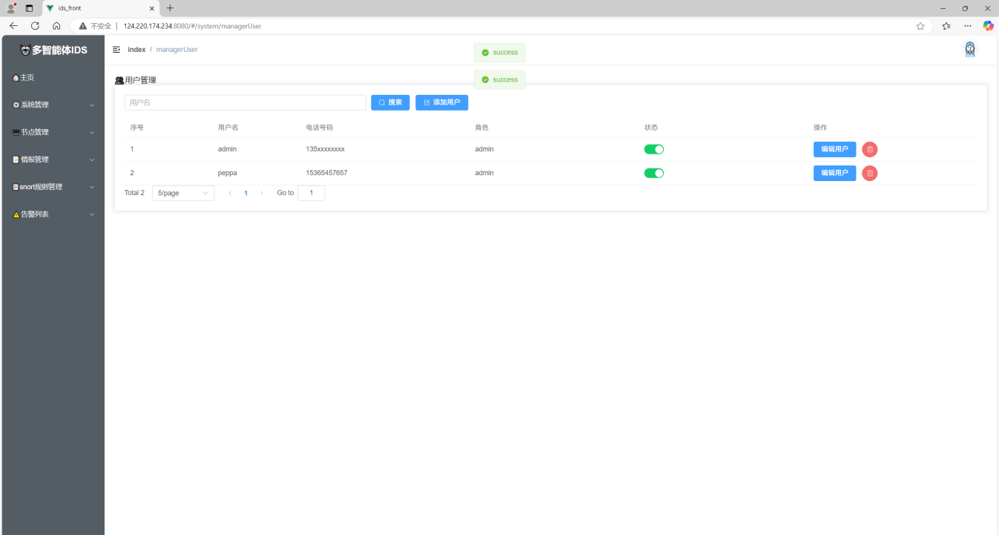 ids_front
不安全 124.220.174.234:8080/#/system/managerUser
多智能体IDS
index / managerUser
success
主页
用户管理
success
系统管理
用户名 搜索 添加用户
节点管理
序号 用户名 电话号码 角色 状态 操作
1 admin 135xxxxxxxx admin 编辑用户
情报管理
2 peppa 15365457657 admin 编辑用户
snort规则管理
Total 2 5/page 1 Go to 1
告警列表